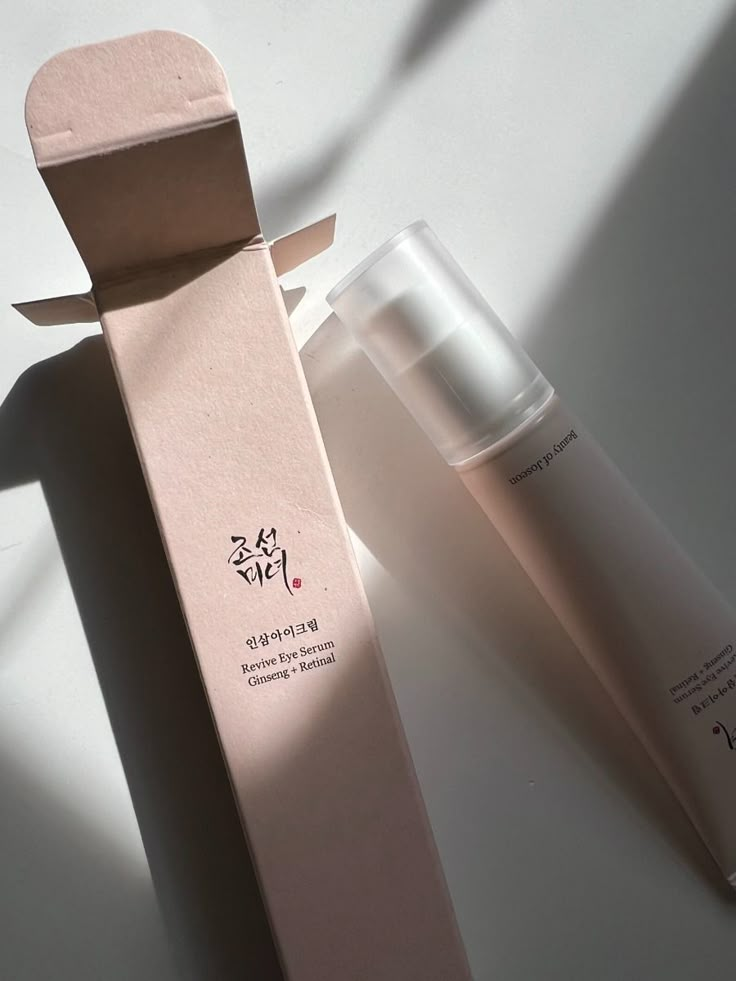 조선
미녀
인삼아이크림
Revive Eye Serum
Ginseng + Retinal
Beauty of Joseon
Revive Eye Serum
Ginseng + Retinal